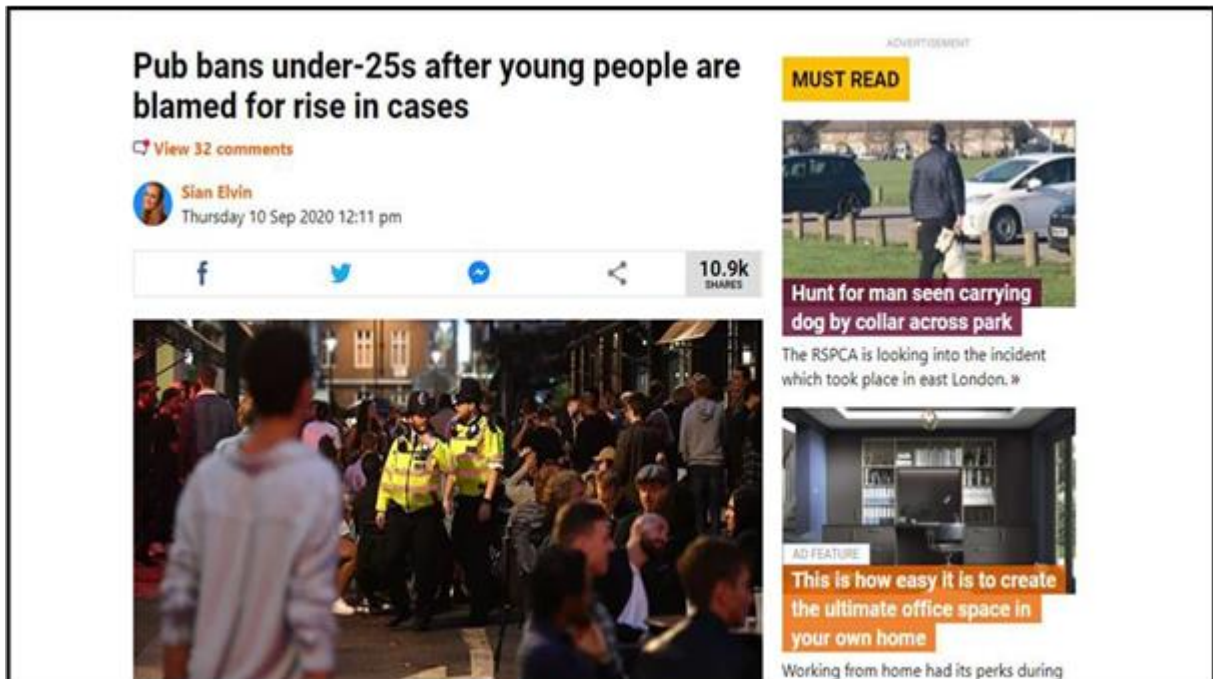 Pub bans under-25s after young people are
blamed for rise in cases
View 32 comments
Sian Elvin
Thursday 10 Sep 2020 12:11 pm
10.9k
SHARES
ADVERTISEMENT
MUST READ
Hunt for man seen carrying
dog by collar across park
The RSPCA is looking into the incident
which took place in east London. »
AD FEATURE
This is how easy it is to create
the ultimate office space in
your own home
Working from home had its perks during